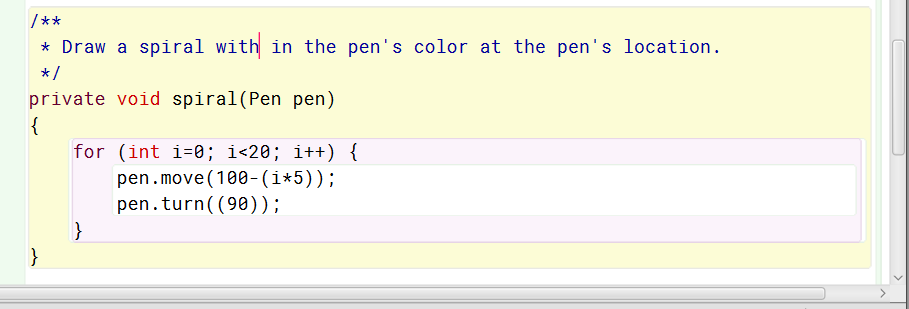 /**
 * Draw a spiral with in the pen's color at the pen's location.
 */
private void spiral(Pen pen)
{
    for (int i=0; i<20; i++) {
        pen.move(100-(i*5));
        pen.turn((90));
    }
}